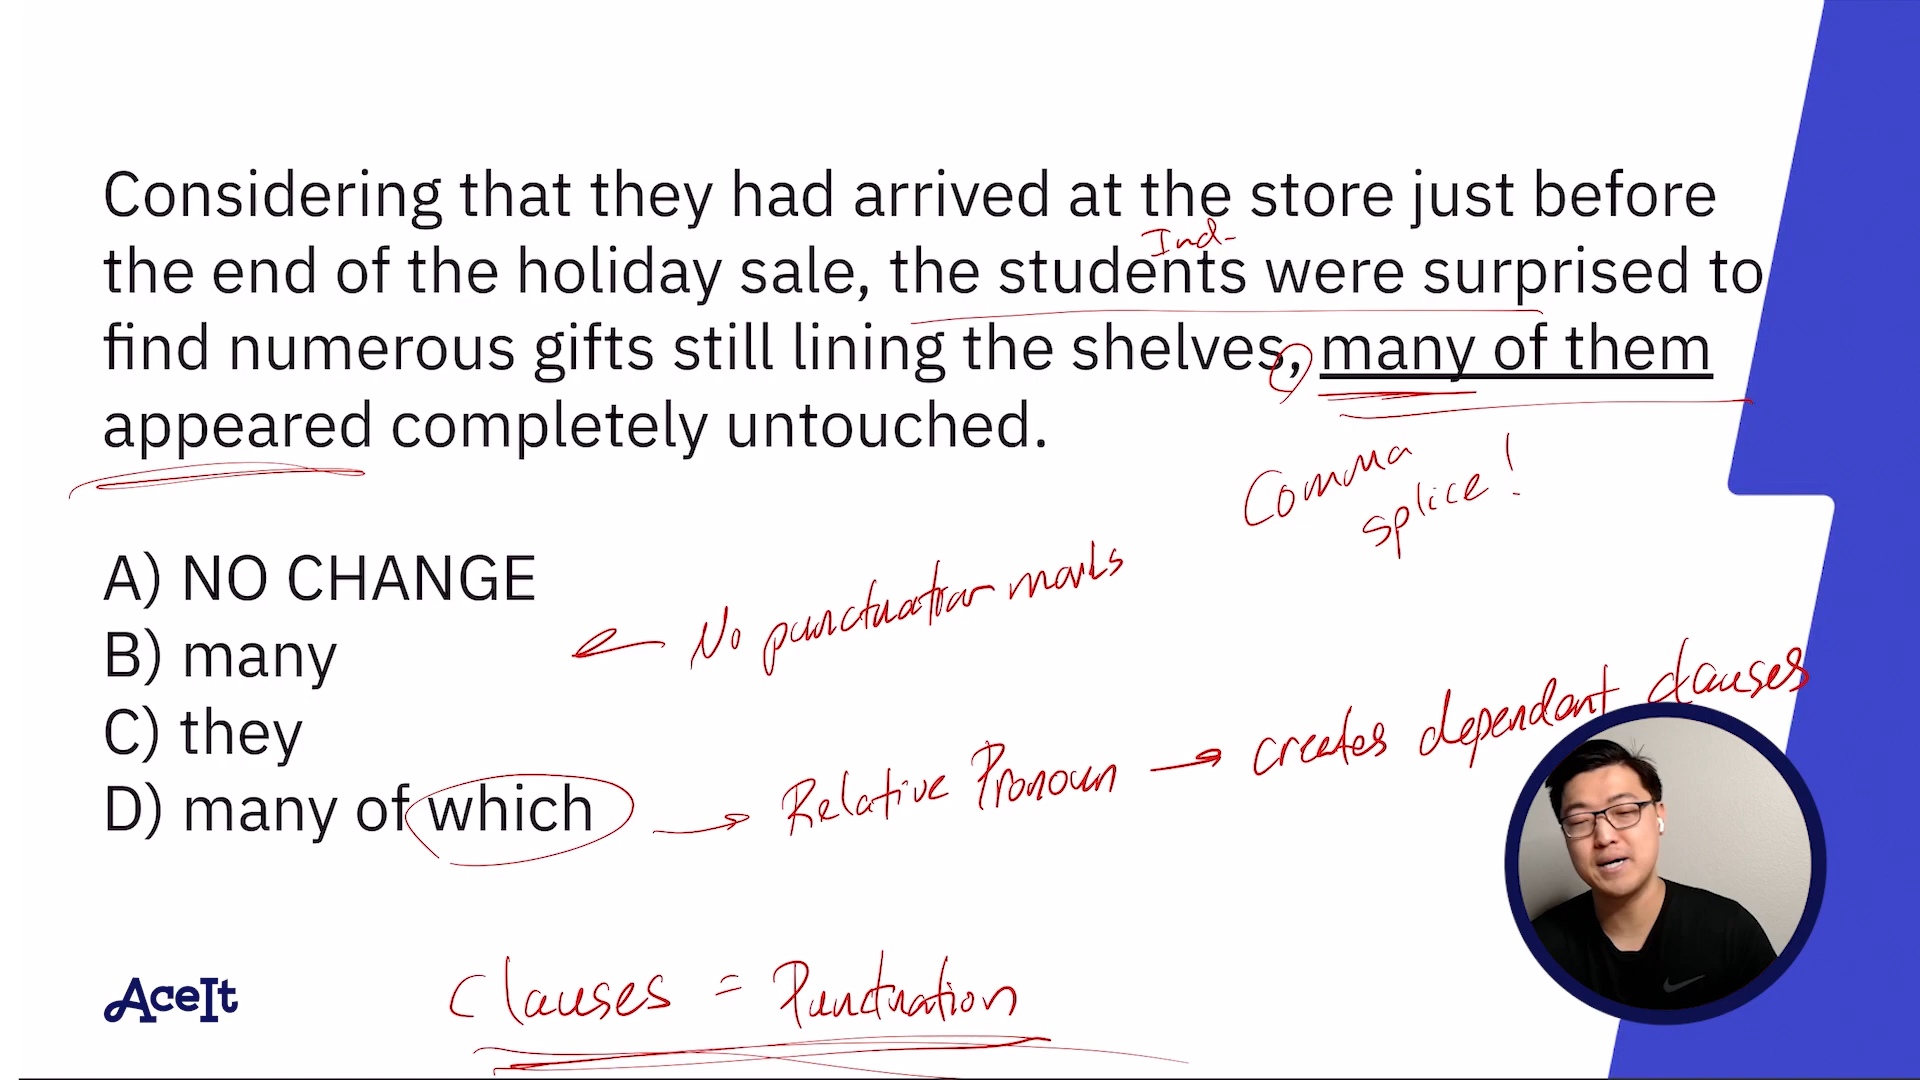 Considering that they had arrived at the store just before
Ind-
the end of the holiday sale, the students were surprised to
find numerous gifts still lining the shelves, many of them
appeared completely untouched.
Comma
splice!
A) NO CHANGE
No punctuation marks
B) many
C) they
D) many of which
Relative Pronoun → creates dependent clauses
AceIt
Clauses = Punctuation